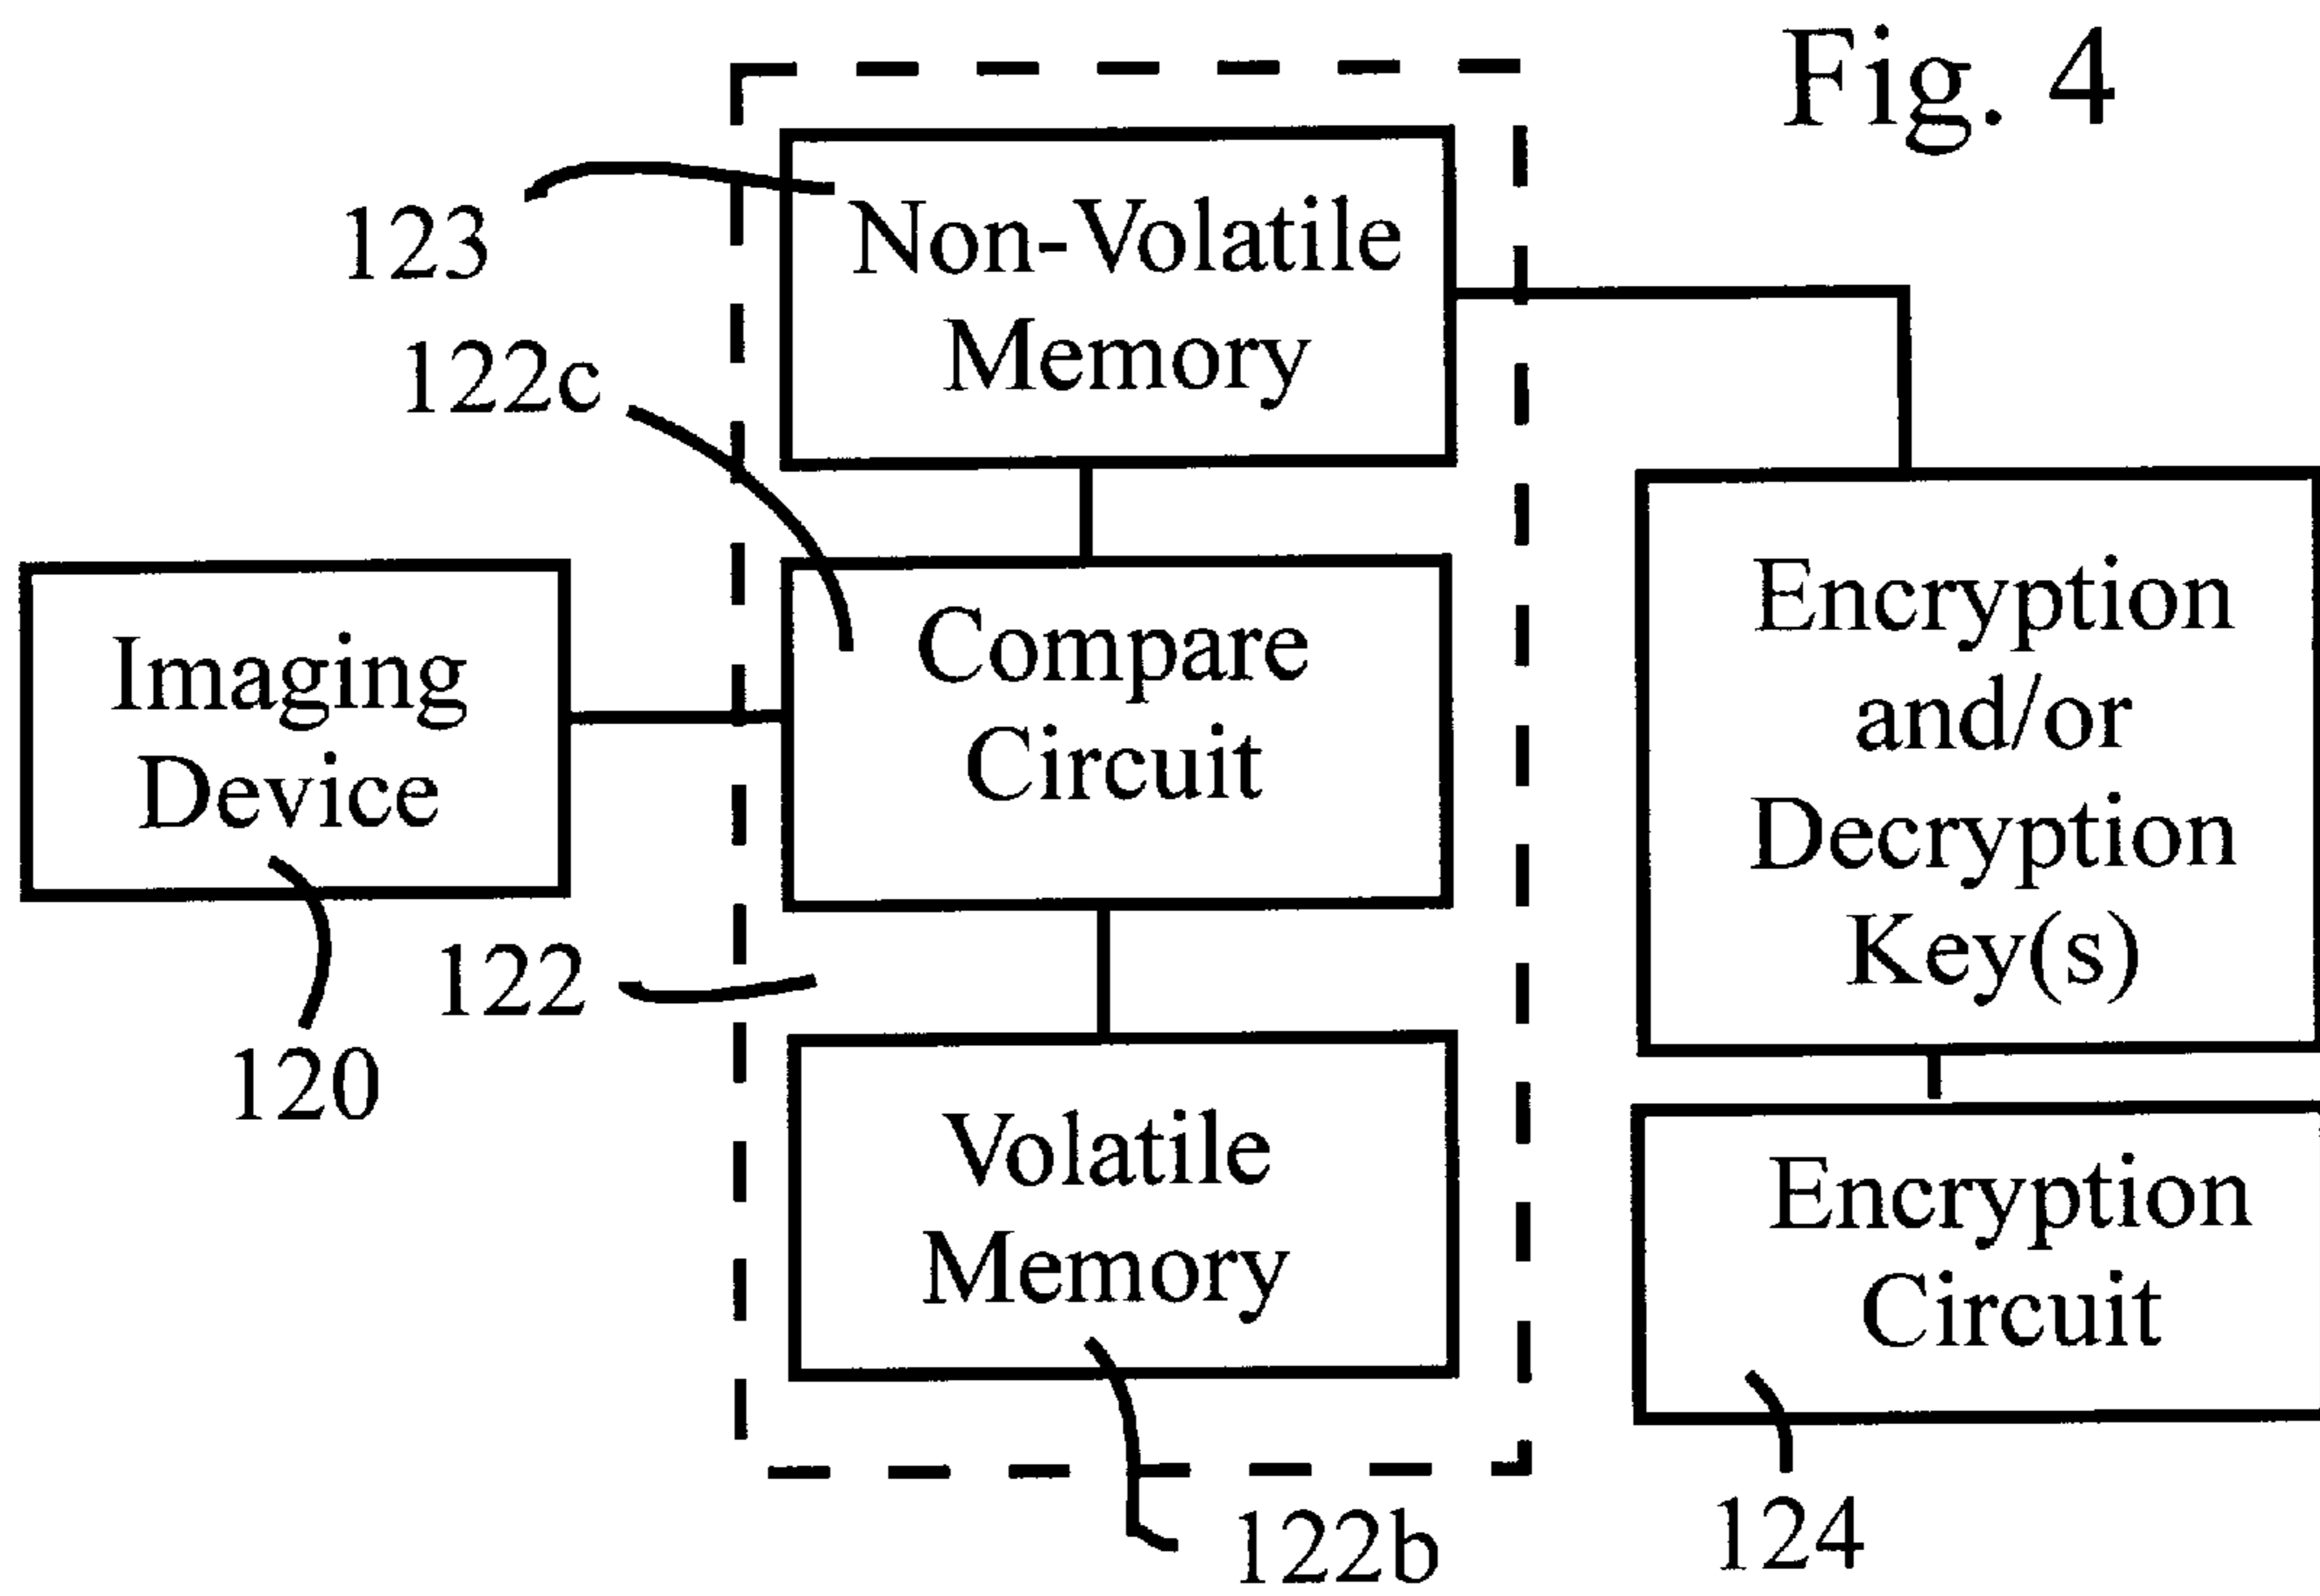 Fig. 4
123
Non-Volatile
Memory
122c
Imaging
Device
120
Compare
Circuit
122
Volatile
Memory
122b
Encryption
and/or
Decryption
Key(s)
Encryption
Circuit
124